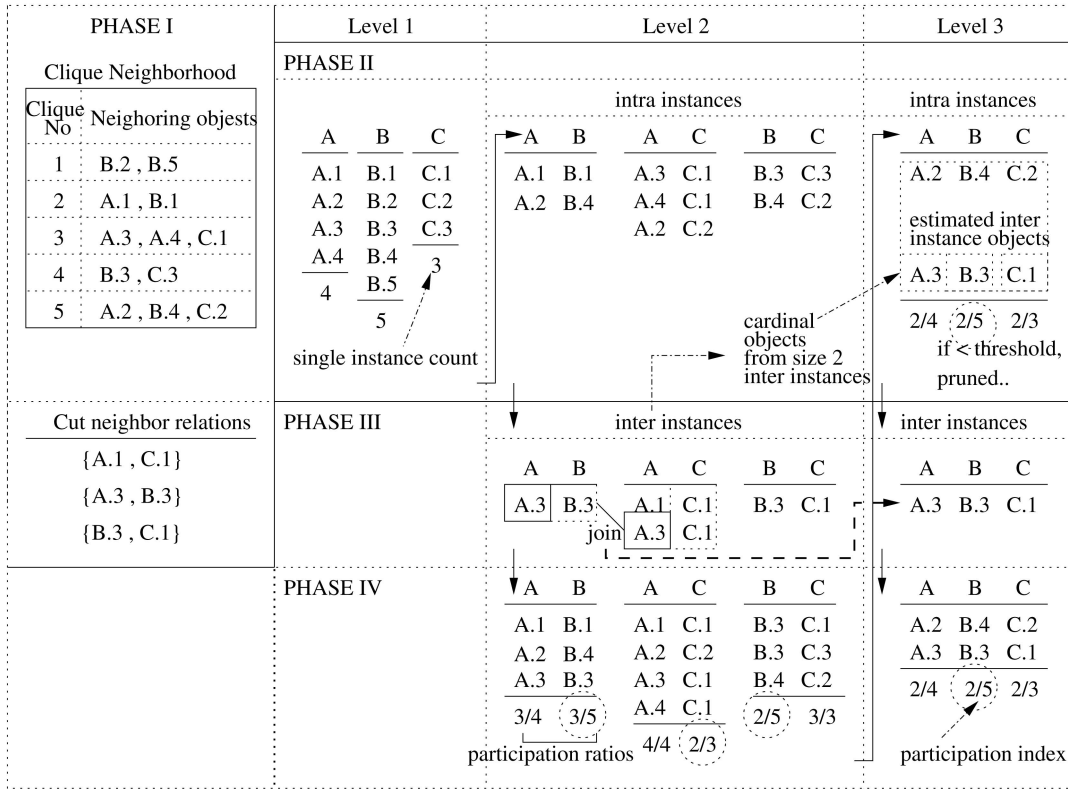 PHASE I
Level 1
Level 2
Level 3
PHASE II
Clique Neighborhood
Clique No
Neighoring objects
1 B.2 , B.5
2 A.1 , B.1
3 A.3 , A.4 , C.1
4 B.3 , C.3
5 A.2 , B.4 , C.2
A B C
A.1 B.1 C.1
A.2 B.2 C.2
A.3 B.3 C.3
A.4 B.4 3
4 B.5
5
single instance count
intra instances
A B
A.1 B.1
A.2 B.4
A C
A.3 C.1
A.4 C.1
A.2 C.2
B C
B.3 C.3
B.4 C.2
cardinal
objects
from size 2
inter instances
intra instances
A B C
A.2 B.4 C.2
estimated inter
instance objects
A.3 B.3 C.1
2/4 2/5 2/3
if < threshold,
pruned..
Cut neighbor relations
{A.1 , C.1}
{A.3 , B.3}
{B.3 , C.1}
PHASE III
inter instances
A B
A.3 B.3
join
A C
A.1 C.1
A.3 C.1
B C
B.3 C.1
inter instances
A B C
A.3 B.3 C.1
PHASE IV
A B
A.1 B.1
A.2 B.4
A.3 B.3
3/4 3/5
participation ratios
A C
A.1 C.1
A.2 C.2
A.3 C.1
A.4 C.1
4/4 2/3
B C
B.3 C.1
B.3 C.3
B.4 C.2
2/5 3/3
A B C
A.2 B.4 C.2
A.3 B.3 C.1
2/4 2/5 2/3
participation index